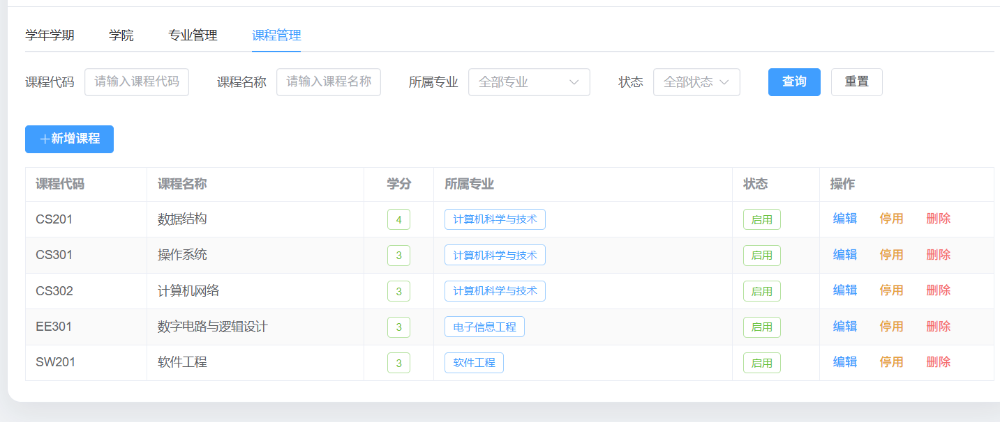 学年学期 学院 专业管理 课程管理
课程代码 请输入课程代码 课程名称 请输入课程名称 所属专业 全部专业 状态 全部状态 查询 重置
+新增课程
课程代码 课程名称 学分 所属专业 状态 操作
CS201 数据结构 4 计算机科学与技术 启用 编辑 停用 删除
CS301 操作系统 3 计算机科学与技术 启用 编辑 停用 删除
CS302 计算机网络 3 计算机科学与技术 启用 编辑 停用 删除
EE301 数字电路与逻辑设计 3 电子信息工程 启用 编辑 停用 删除
SW201 软件工程 3 软件工程 启用 编辑 停用 删除